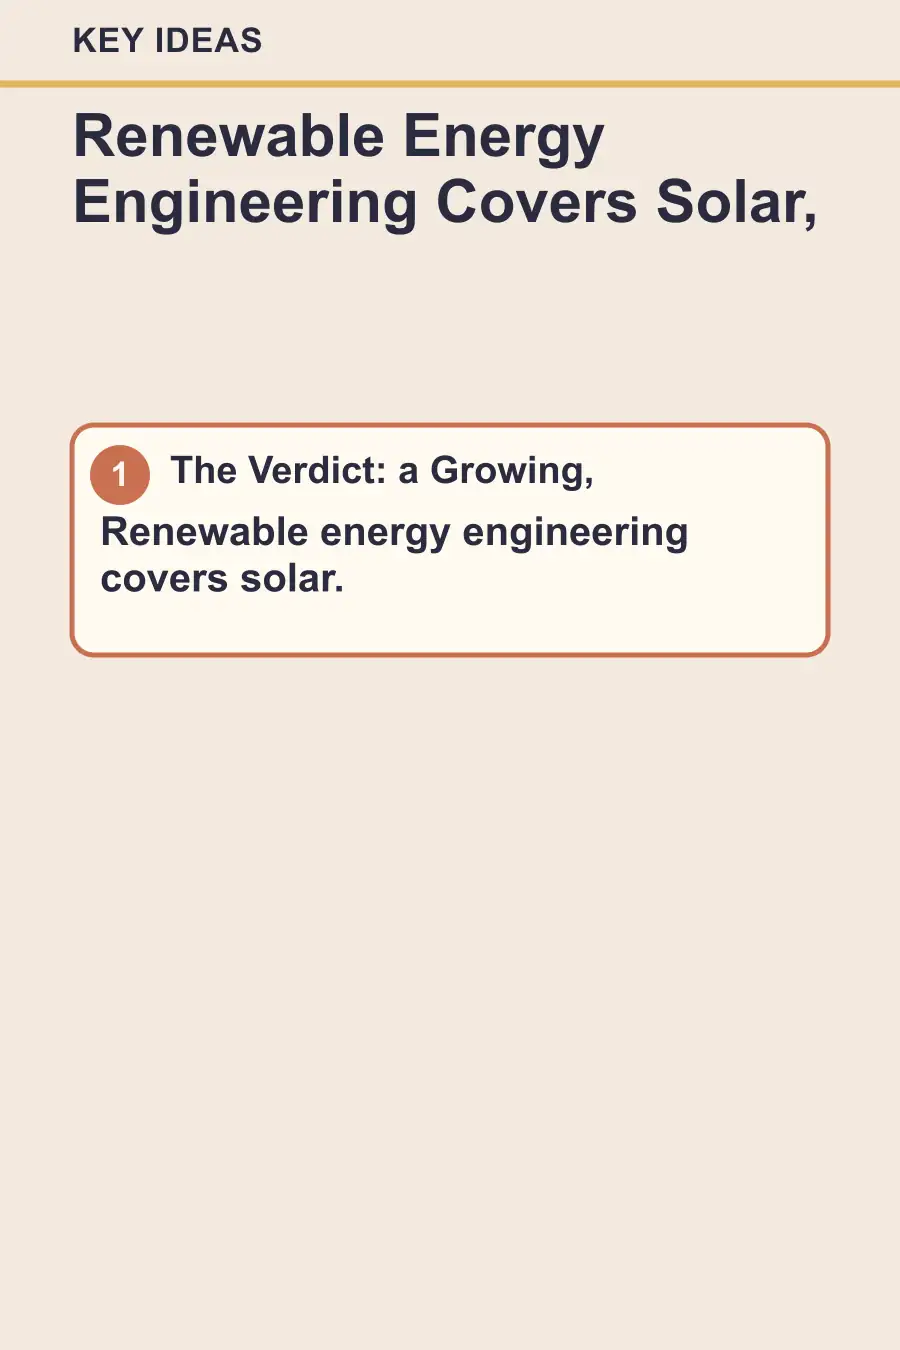 KEY IDEAS
Renewable Energy
Engineering Covers Solar,
1 The Verdict: a Growing,
Renewable energy engineering
covers solar.